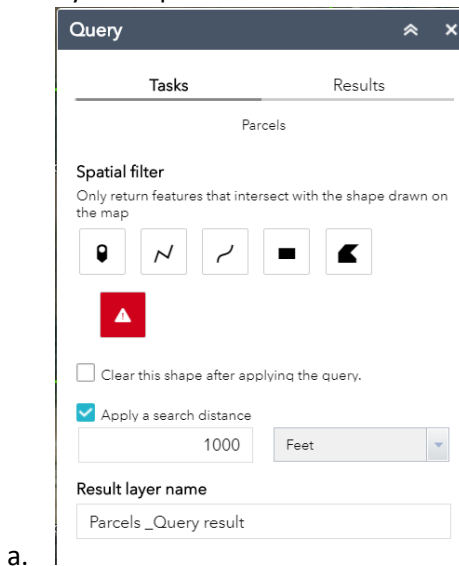 Query
Tasks Results
Parcels
Spatial filter
Only return features that intersect with the shape drawn on
the map
Clear this shape after applying the query.
Apply a search distance
1000 Feet
Result layer name
Parcels _Query result
a.